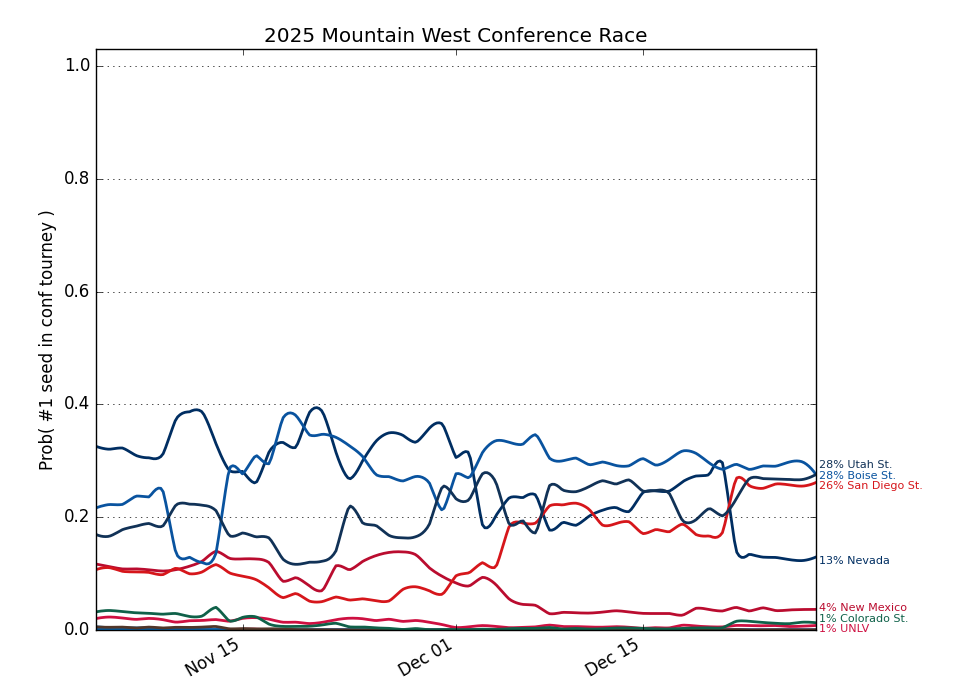 2025 Mountain West Conference Race
Prob( #1 seed in conf tourney )
1.0
0.8
0.6
0.4
0.2
0.0
Nov 15
Dec 01
Dec 15
28% Utah St.
28% Boise St.
26% San Diego St.
13% Nevada
4% New Mexico
1% Colorado St.
1% UNLV